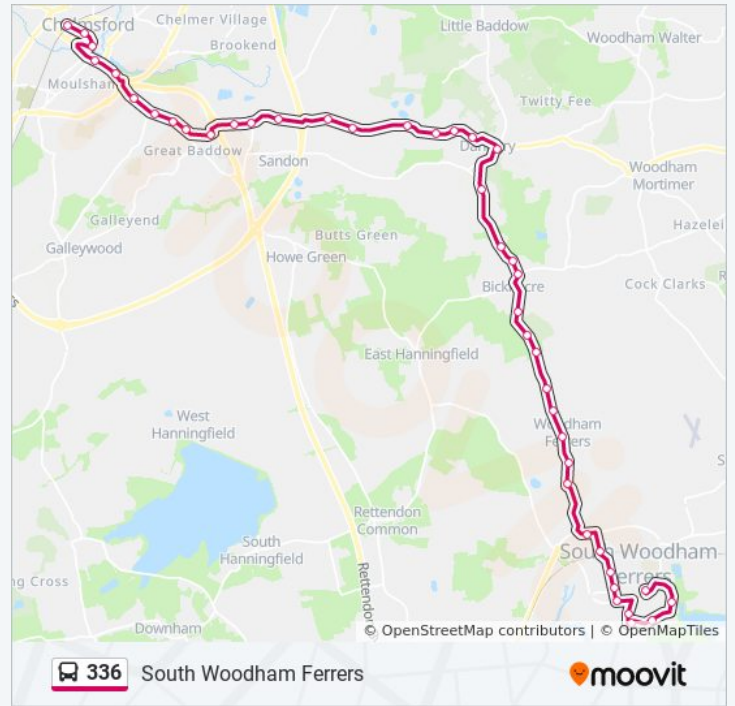 Chelmsford
Chelmer Village
Little Baddow
Woodham Walter
Brookend
Moulsham
Twitty Fee
Great Baddow
Sandon
Danbury
Woodham
Mortimer
Galleyend
Butts Green
Hazelei
Galleywood
Howe Green
Bicknacre
Cock Clarks
East Hanningfield
West
Hanningfield
Woodham
Ferrers
Rettendon
Common
South
Hanningfield
South Woodham
Ferrers
ng Cross
Rettendon
Downham
© OpenStreetMap contributors | © OpenMapTiles
336 South Woodham Ferrers
moovit